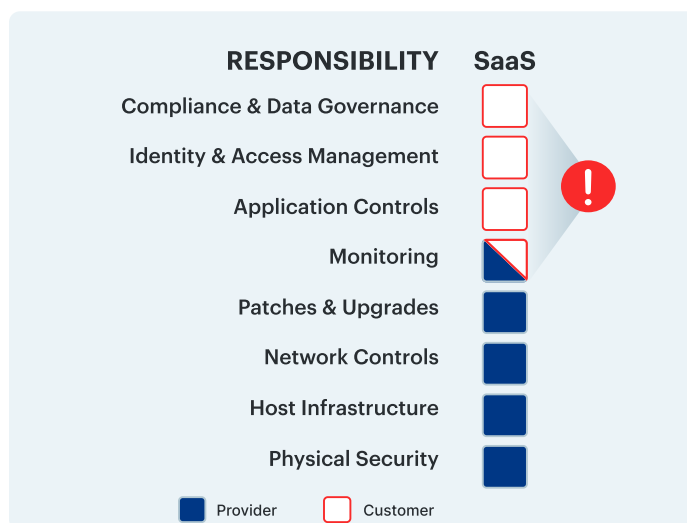 RESPONSIBILITY SaaS
Compliance & Data Governance
Identity & Access Management
Application Controls
!
Monitoring
Patches & Upgrades
Network Controls
Host Infrastructure
Physical Security
Provider Customer